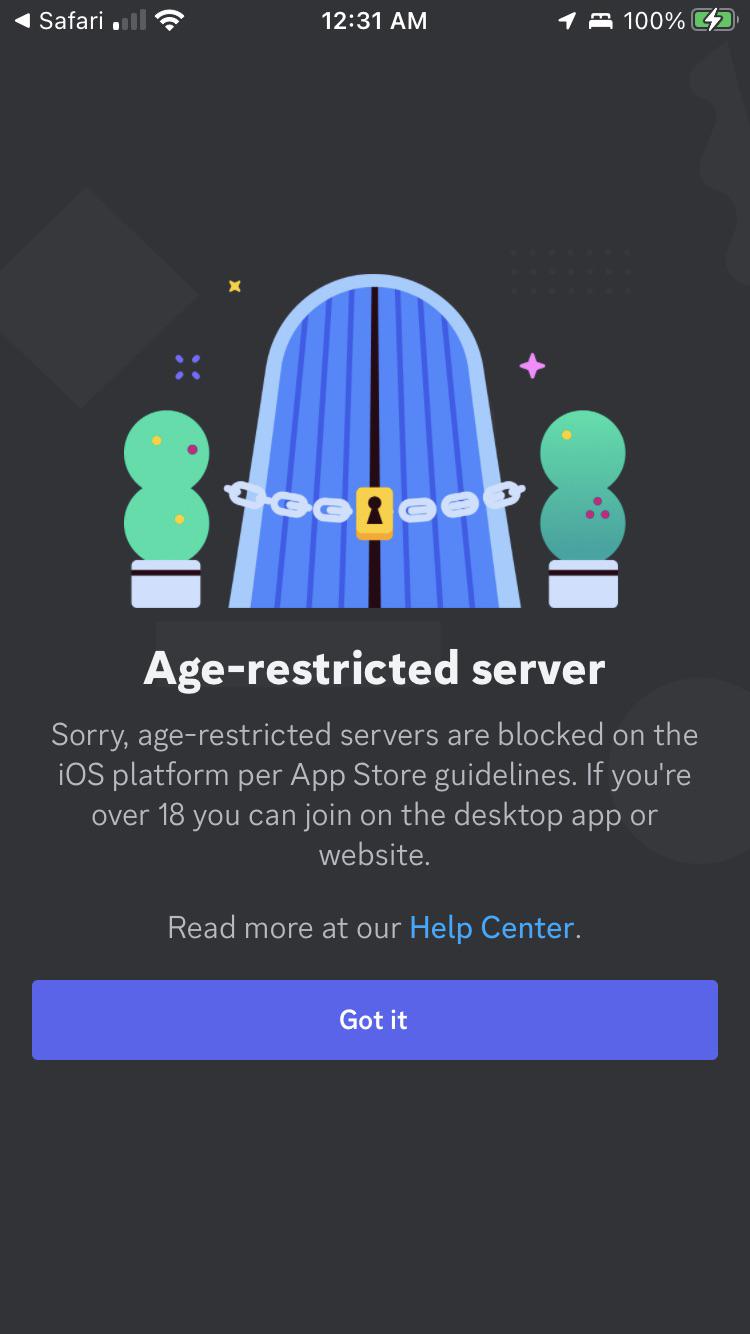 Safari 12:31 AM 100%
Age-restricted server
Sorry, age-restricted servers are blocked on the
iOS platform per App Store guidelines. If you're
over 18 you can join on the desktop app or
website.
Read more at our Help Center.
Got it